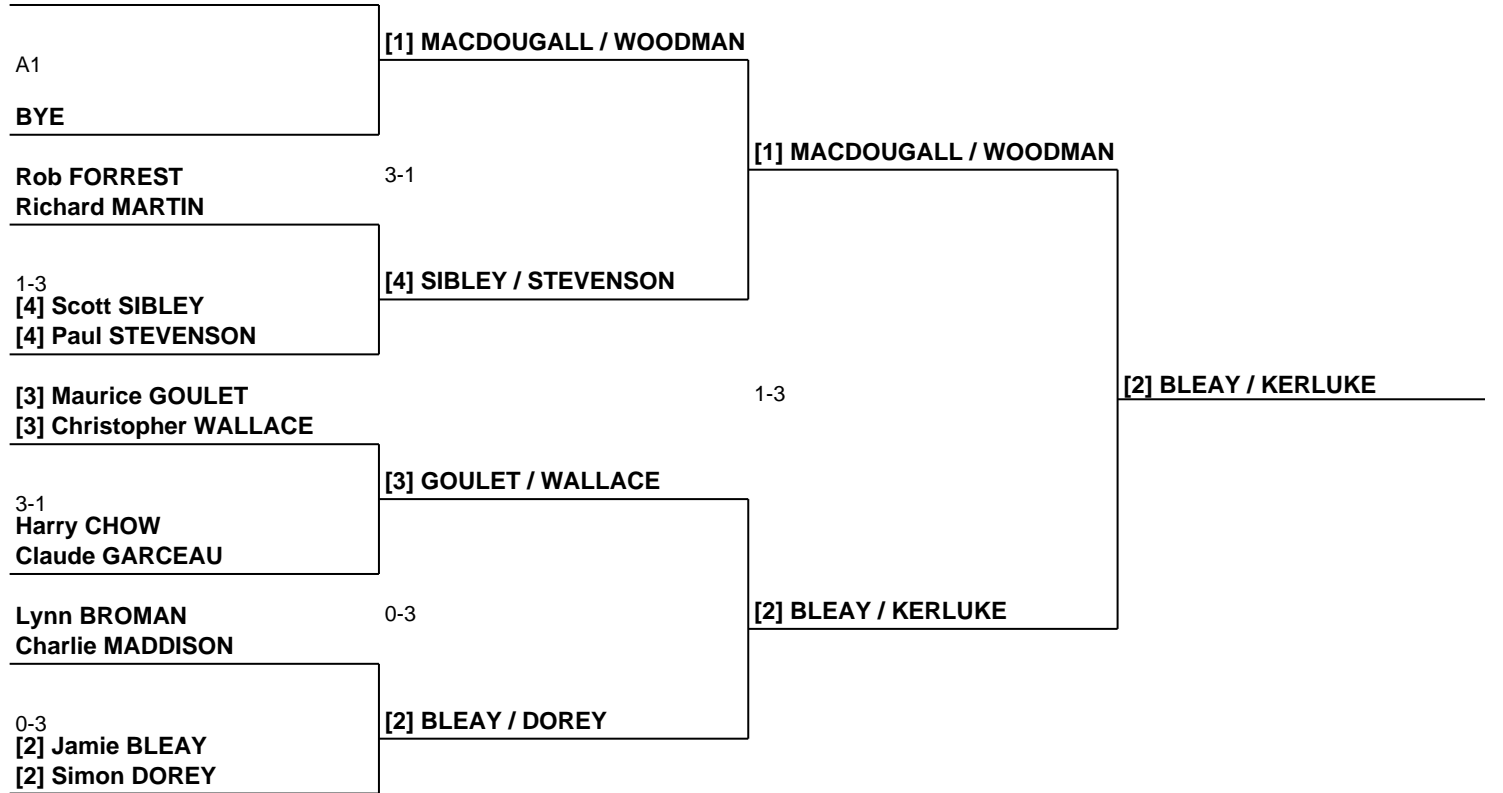 [1] MACDOUGALL / WOODMAN
A1
BYE
[1] MACDOUGALL / WOODMAN
Rob FORREST
3-1
Richard MARTIN
1-3
[4] SIBLEY / STEVENSON
[4] Scott SIBLEY
[4] Paul STEVENSON
[3] Maurice GOULET
1-3
[2] BLEAY / KERLUKE
[3] Christopher WALLACE
[3] GOULET / WALLACE
3-1
Harry CHOW
Claude GARCEAU
Lynn BROMAN
0-3
[2] BLEAY / KERLUKE
Charlie MADDISON
0-3
[2] BLEAY / DOREY
[2] Jamie BLEAY
[2] Simon DOREY